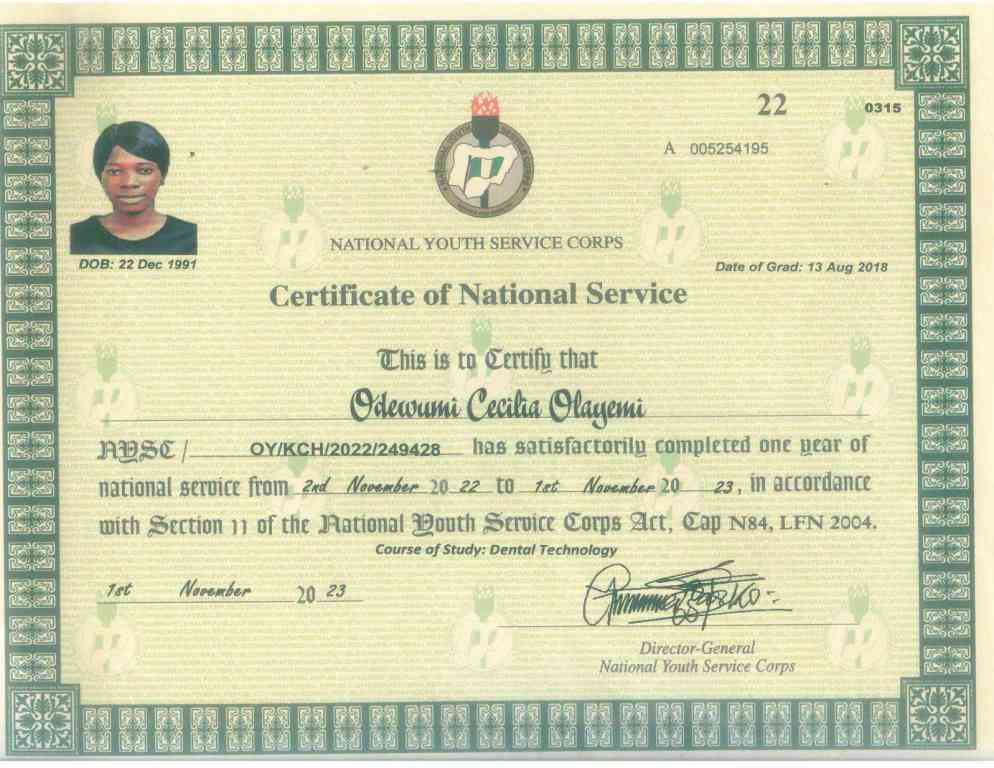 22 0315
A 005254195
NATIONAL YOUTH SERVICE CORPS
DOB: 22 Dec 1991
Date of Grad: 13 Aug 2018
Certificate of National Service
This is to Certify that
Odewumi Cecilia Olayemi
NYSC / OY/KCH/2022/249428 has satisfactorily completed one year of
national service from 2nd November 20 22 to 1st November 20 23, in accordance
with Section 11 of the National Youth Service Corps Act, Cap N84, LFN 2004.
Course of Study: Dental Technology
1st November 20 23
Director-General
National Youth Service Corps